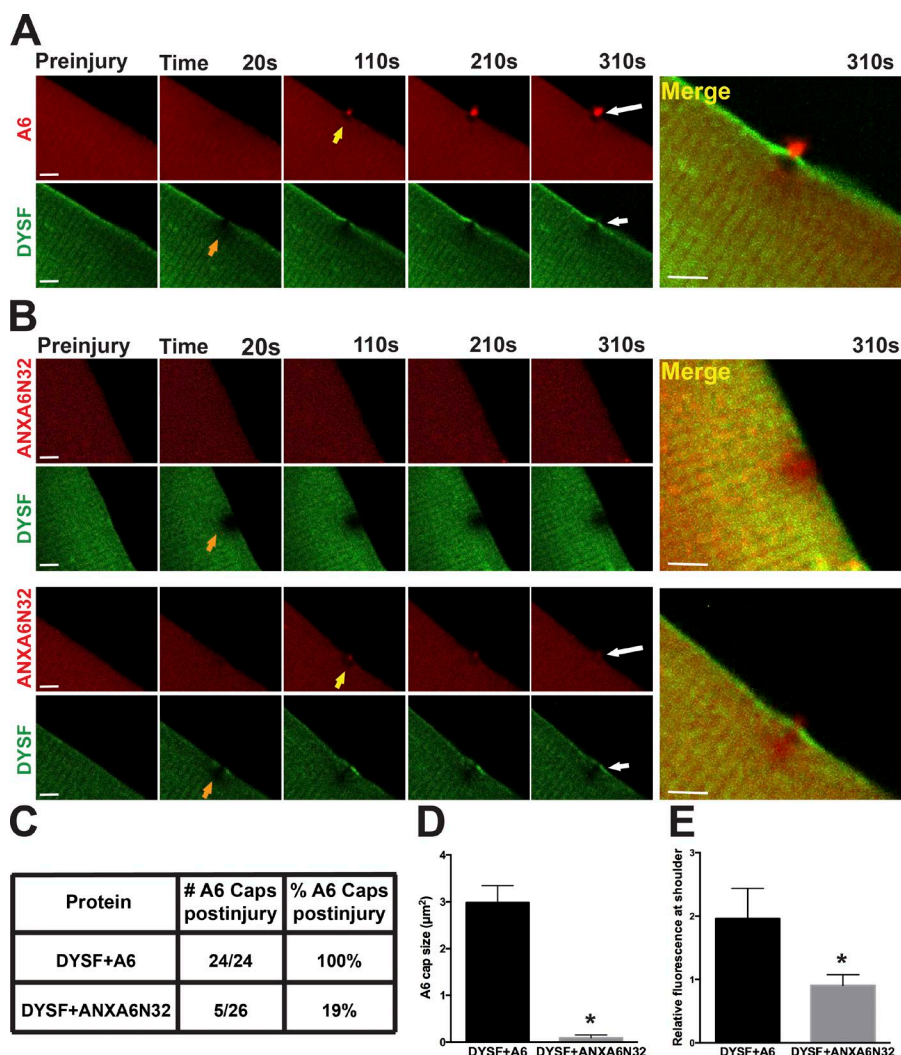 A
Preinjury Time 20s 110s 210s 310s 310s
A6
Merge
DYSF
B
Preinjury Time 20s 110s 210s 310s 310s
ANXA6N32
Merge
DYSF
ANXA6N32
DYSF
C
Protein # A6 Caps postinjury % A6 Caps postinjury
DYSF+A6 24/24 100%
DYSF+ANXA6N32 5/26 19%
D
A6 cap size (µm²)
4
3
2
1
0
*
DYSF+A6 DYSF+ANXA6N32
E
Relative fluorescence at shoulder
3
2
1
0
*
DYSF+A6 DYSF+ANXA6N32